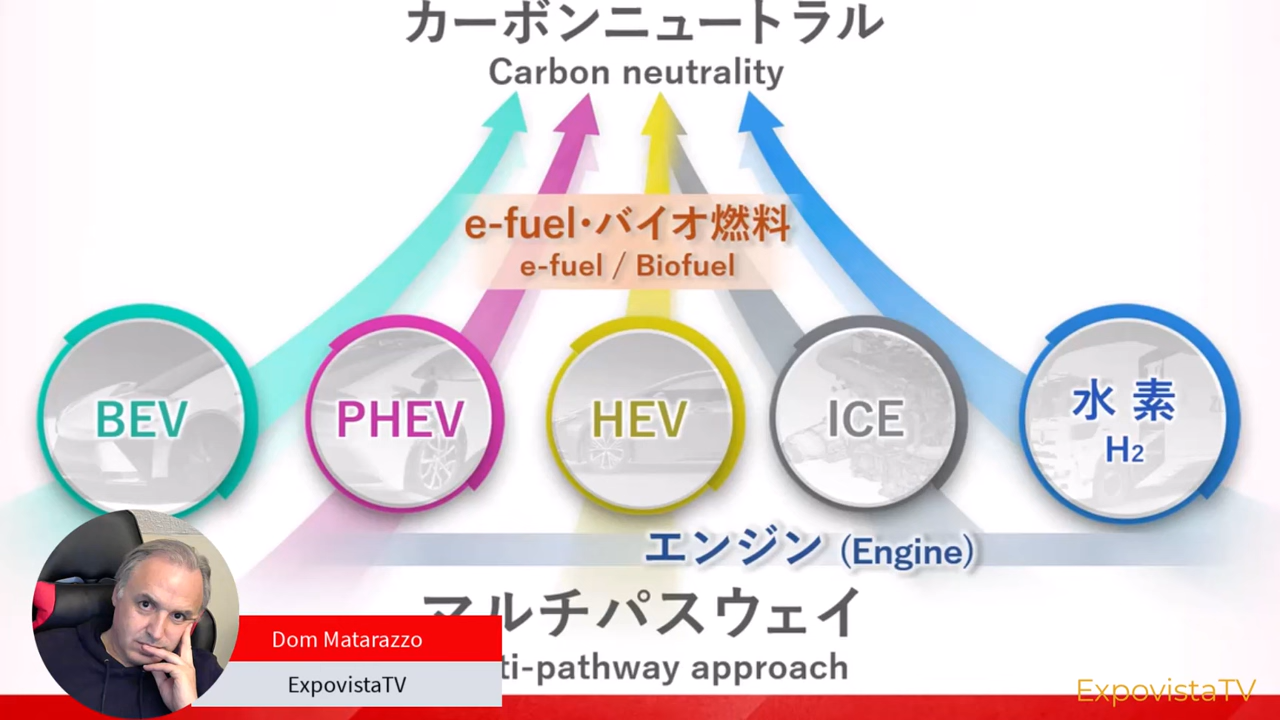 カーボンニュートラル
Carbon neutrality
e-fuel・バイオ燃料
e-fuel / Biofuel
BEV
PHEV
HEV
ICE
水素
H2
エンジン (Engine)
マルチパスウェイ
ti-pathway approach
Dom Matarazzo
ExpovistaTV
ExpovistaTV